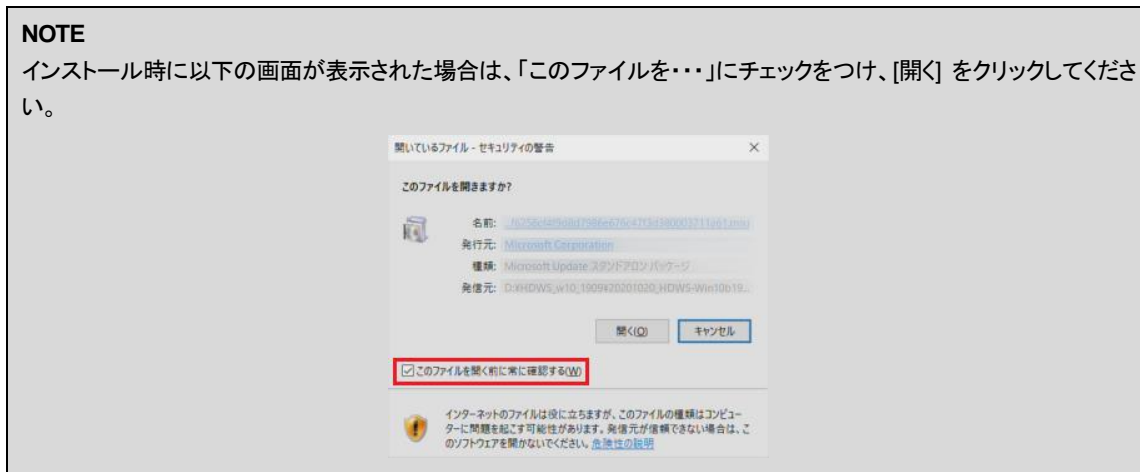 NOTE
インストール時に以下の画面が表示された場合は、「このファイルを・・・」にチェックをつけ、[開く] をクリックしてくださ
い。
開いているファイル - セキュリティの警告
このファイルを開きますか?
名前:
発行元: Microsoft Corporation
種類: Microsoft Update スタンドアロン パッケージ
発信元: D:¥HDWS_w10_1909¥20201020_HDWS-Win10b19...
開く(O) キャンセル
このファイルを開く前に常に確認する(W)
インターネットのファイルは役に立ちますが、このファイルの種類はコンピュー
ターに問題を起こす可能性があります。発信元が信頼できない場合は、こ
のソフトウェアを開かないでください。危険性の説明